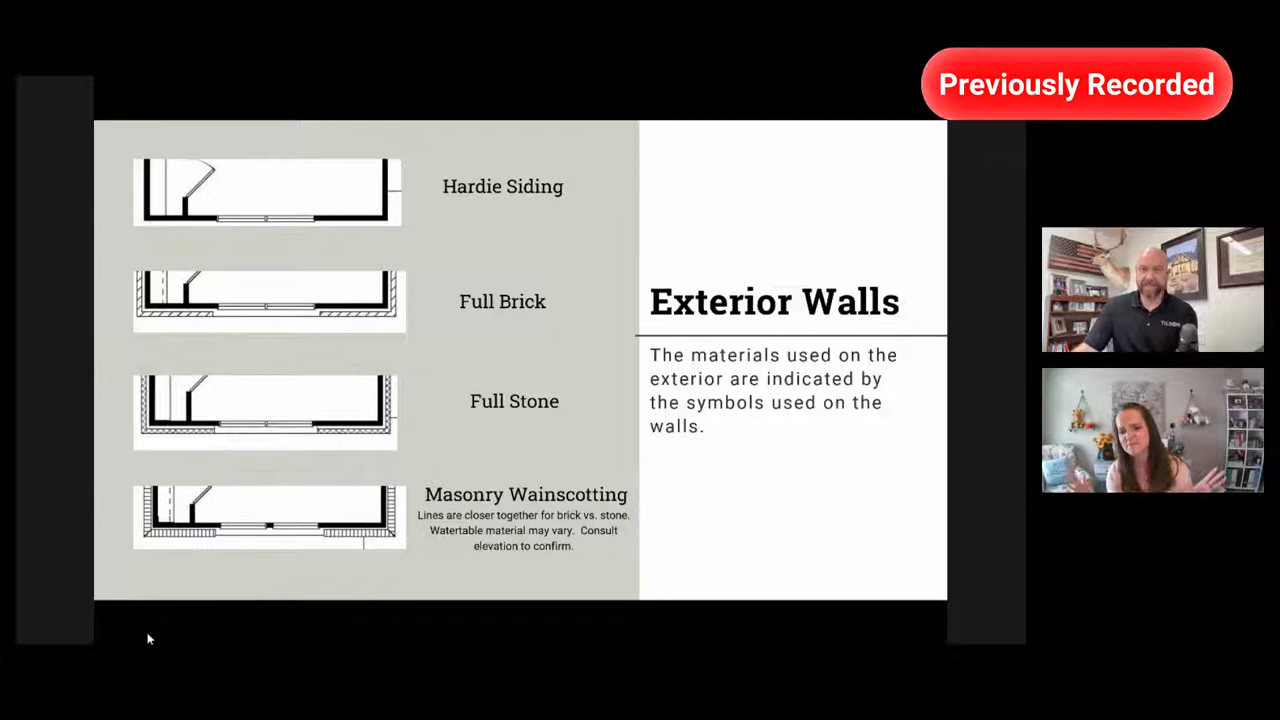 Previously Recorded
Hardie Siding
Full Brick
Full Stone
Masonry Wainscotting
Lines are closer together for brick vs. stone.
Watertable material may vary. Consult
elevation to confirm.
Exterior Walls
The materials used on the
exterior are indicated by
the symbols used on the
walls.